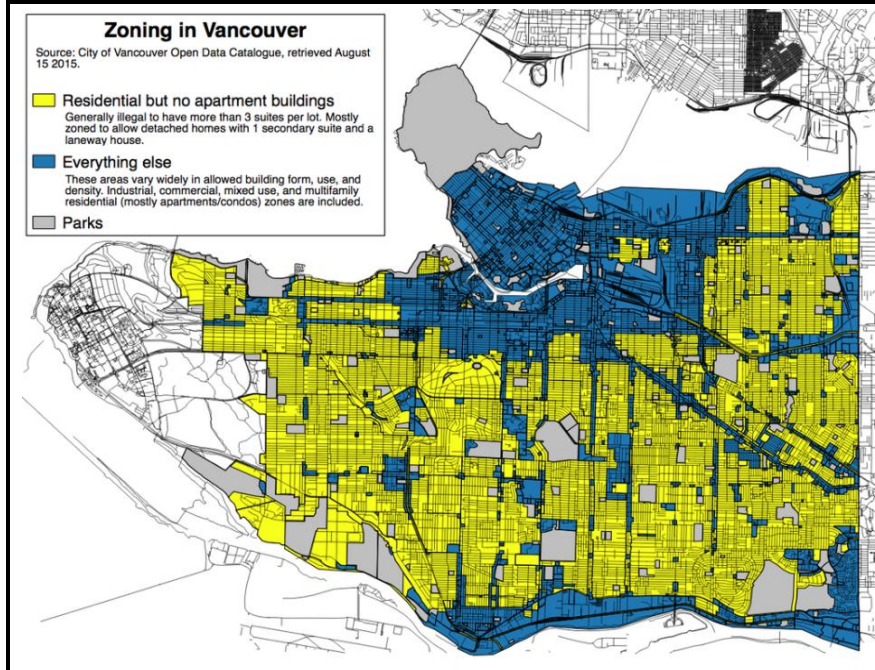 Zoning in Vancouver
Source: City of Vancouver Open Data Catalogue, retrieved August
15 2015.
Residential but no apartment buildings
Generally illegal to have more than 3 suites per lot. Mostly
zoned to allow detached homes with 1 secondary suite and a
laneway house.
Everything else
These areas vary widely in allowed building form, use, and
density. Industrial, commercial, mixed use, and multifamily
residential (mostly apartments/condos) zones are included.
Parks